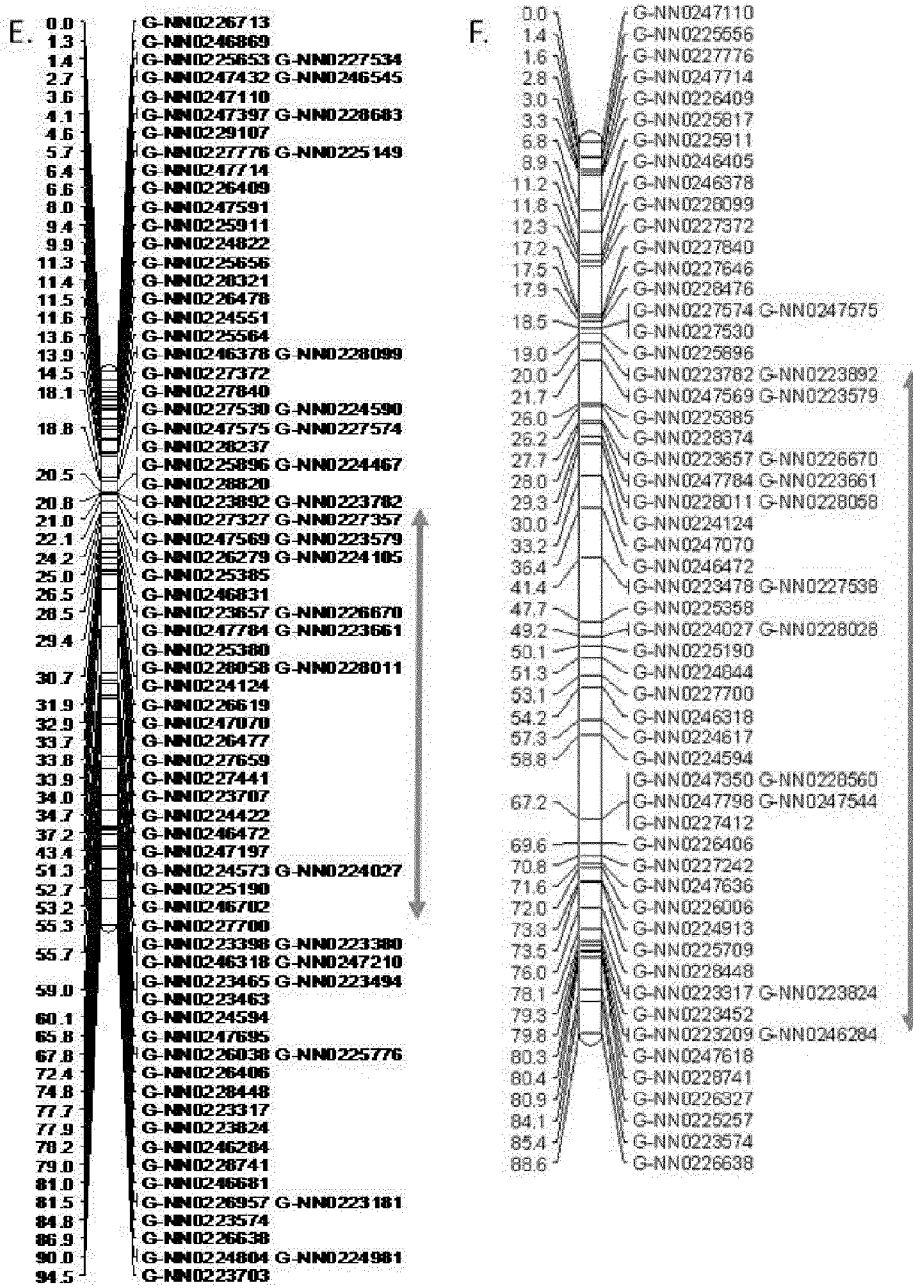 E.
0.0 G-NN0226713
1.3 G-NN0246869
1.4 G-NN0225653 G-NN0227534
2.7 G-NN0247432 G-NN0246545
3.6 G-NN0247110
4.1 G-NN0247397 G-NN0228683
4.6 G-NN0229107
5.7 G-NN0227776 G-NN0225149
6.4 G-NN0247714
6.6 G-NN0226409
8.0 G-NN0247591
9.4 G-NN0225911
9.9 G-NN0224822
11.3 G-NN0225656
11.4 G-NN0228321
11.5 G-NN0226478
11.6 G-NN0224551
13.6 G-NN0225564
13.9 G-NN0246378 G-NN0228099
14.5 G-NN0227372
18.1 G-NN0227840
G-NN0227530 G-NN0224590
18.8 G-NN0247575 G-NN0227574
G-NN0228237
20.5 G-NN0225896 G-NN0224467
G-NN0228820
20.8 G-NN0223892 G-NN0223782
21.0 G-NN0227327 G-NN0227357
22.1 G-NN0247569 G-NN0223579
24.2 G-NN0226279 G-NN0224105
25.0 G-NN0225385
26.5 G-NN0246831
28.5 G-NN0223657 G-NN0226670
29.4 G-NN0247784 G-NN0223661
G-NN0225380
30.7 G-NN0228058 G-NN0228011
G-NN0224124
31.9 G-NN0226619
32.9 G-NN0247070
33.7 G-NN0226477
33.8 G-NN0227659
33.9 G-NN0227441
34.0 G-NN0223707
34.7 G-NN0224422
37.2 G-NN0246472
43.4 G-NN0247197
51.3 G-NN0224573 G-NN0224027
52.7 G-NN0225190
53.2 G-NN0246702
55.3 G-NN0227700
55.7 G-NN0223398 G-NN0223380
G-NN0246318 G-NN0247210
59.0 G-NN0223465 G-NN0223494
G-NN0223463
60.1 G-NN0224594
65.8 G-NN0247695
67.8 G-NN0226038 G-NN0225776
72.4 G-NN0226406
74.8 G-NN0228448
77.7 G-NN0223317
77.9 G-NN0223824
78.2 G-NN0246284
79.0 G-NN0228741
81.0 G-NN0246681
81.5 G-NN0226957 G-NN0223181
84.8 G-NN0223574
86.9 G-NN0226638
90.0 G-NN0224804 G-NN0224981
94.5 G-NN0223703
F.
0.0 G-NN0247110
1.4 G-NN0225556
1.6 G-NN0227776
2.8 G-NN0247714
3.0 G-NN0226409
3.3 G-NN0225817
6.8 G-NN0225911
8.9 G-NN0246405
11.2 G-NN0246378
11.8 G-NN0228099
12.3 G-NN0227372
17.2 G-NN0227840
17.5 G-NN0227646
17.9 G-NN0228476
18.5 G-NN0227574 G-NN0247575
G-NN0227530
19.0 G-NN0225896
20.0 G-NN0223782 G-NN0223892
21.7 G-NN0247569 G-NN0223579
26.0 G-NN0225385
26.2 G-NN0228374
27.7 G-NN0223657 G-NN0226670
28.0 G-NN0247784 G-NN0223661
29.3 G-NN0228011 G-NN0228058
30.0 G-NN0224124
33.2 G-NN0247070
36.4 G-NN0246472
41.4 G-NN0223478 G-NN0227538
47.7 G-NN0225358
49.2 G-NN0224027 G-NN0228028
50.1 G-NN0225190
51.3 G-NN0224844
53.1 G-NN0227700
54.2 G-NN0246318
57.3 G-NN0224617
58.8 G-NN0224594
G-NN0247350 G-NN0228560
67.2 G-NN0247798 G-NN0247544
G-NN0227412
69.6 G-NN0226406
70.8 G-NN0227242
71.6 G-NN0247636
72.0 G-NN0226006
73.3 G-NN0224913
73.5 G-NN0225709
76.0 G-NN0228448
78.1 G-NN0223317 G-NN0223824
79.3 G-NN0223452
79.8 G-NN0223209 G-NN0246284
80.3 G-NN0247618
80.4 G-NN0228741
80.9 G-NN0226327
84.1 G-NN0225257
85.4 G-NN0223574
88.6 G-NN0226638